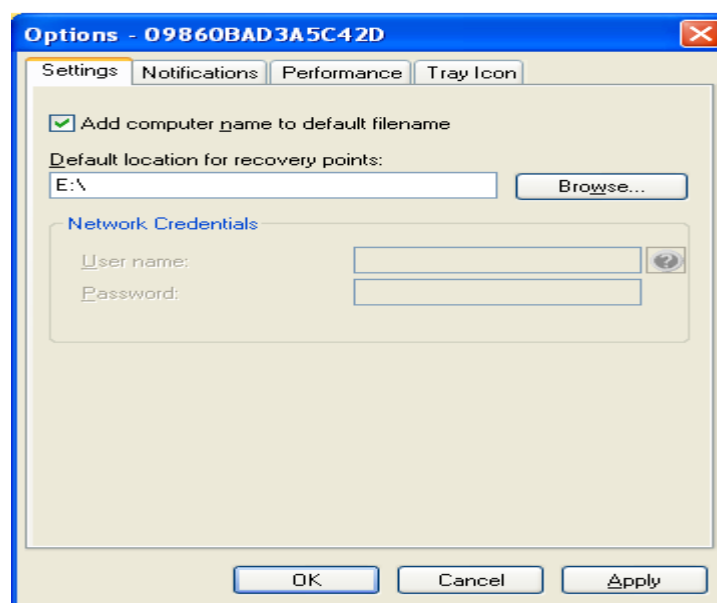 Options - 09860BAD3A5C42D
Settings Notifications Performance Tray Icon
Add computer name to default filename
Default location for recovery points:
E:\ Browse...
Network Credentials
User name: ?
Password:
OK Cancel Apply